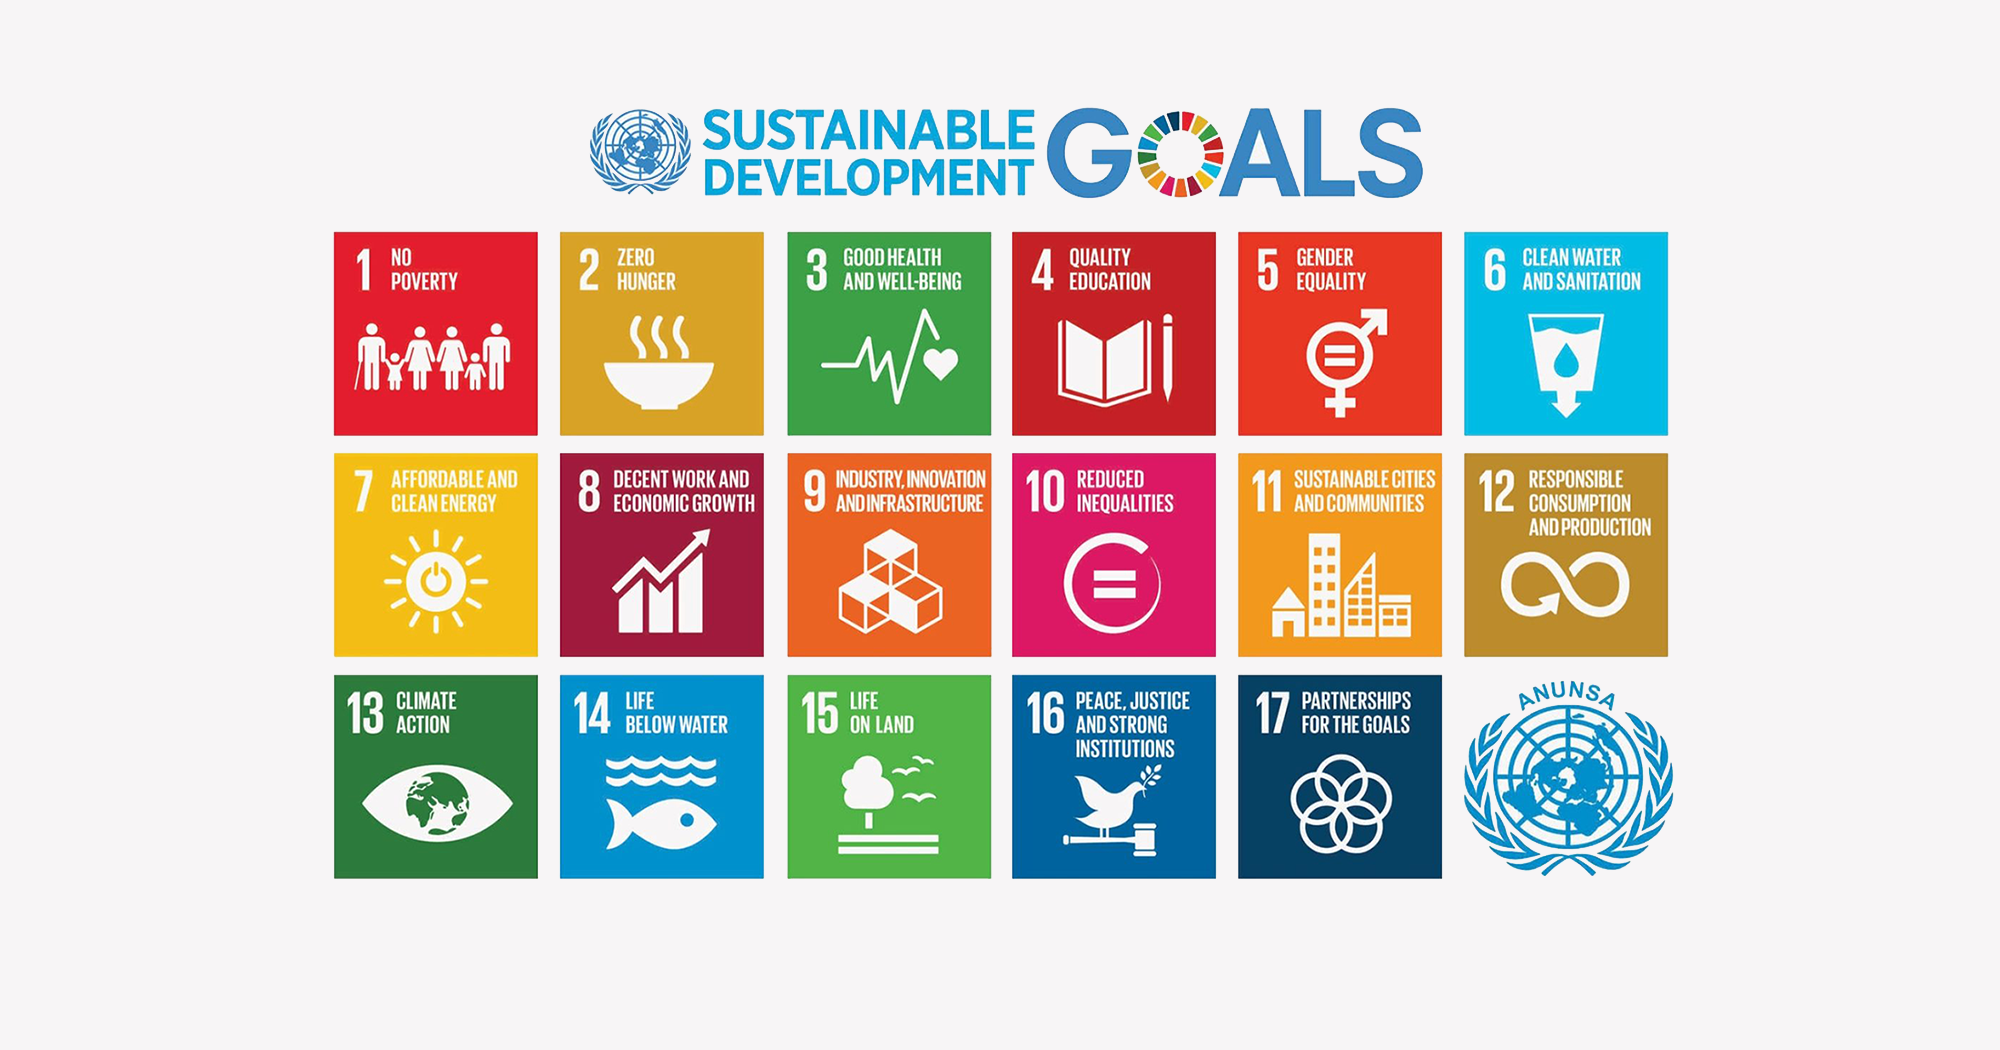 SUSTAINABLE
DEVELOPMENT
GOALS
1 NO
POVERTY
2 ZERO
HUNGER
3 GOOD HEALTH
AND WELL-BEING
4 QUALITY
EDUCATION
5 GENDER
EQUALITY
6 CLEAN WATER
AND SANITATION
7 AFFORDABLE AND
CLEAN ENERGY
8 DECENT WORK AND
ECONOMIC GROWTH
9 INDUSTRY, INNOVATION
AND INFRASTRUCTURE
10 REDUCED
INEQUALITIES
11 SUSTAINABLE CITIES
AND COMMUNITIES
12 RESPONSIBLE
CONSUMPTION
AND PRODUCTION
13 CLIMATE
ACTION
14 LIFE
BELOW WATER
15 LIFE
ON LAND
16 PEACE, JUSTICE
AND STRONG
INSTITUTIONS
17 PARTNERSHIPS
FOR THE GOALS
ANUNSA